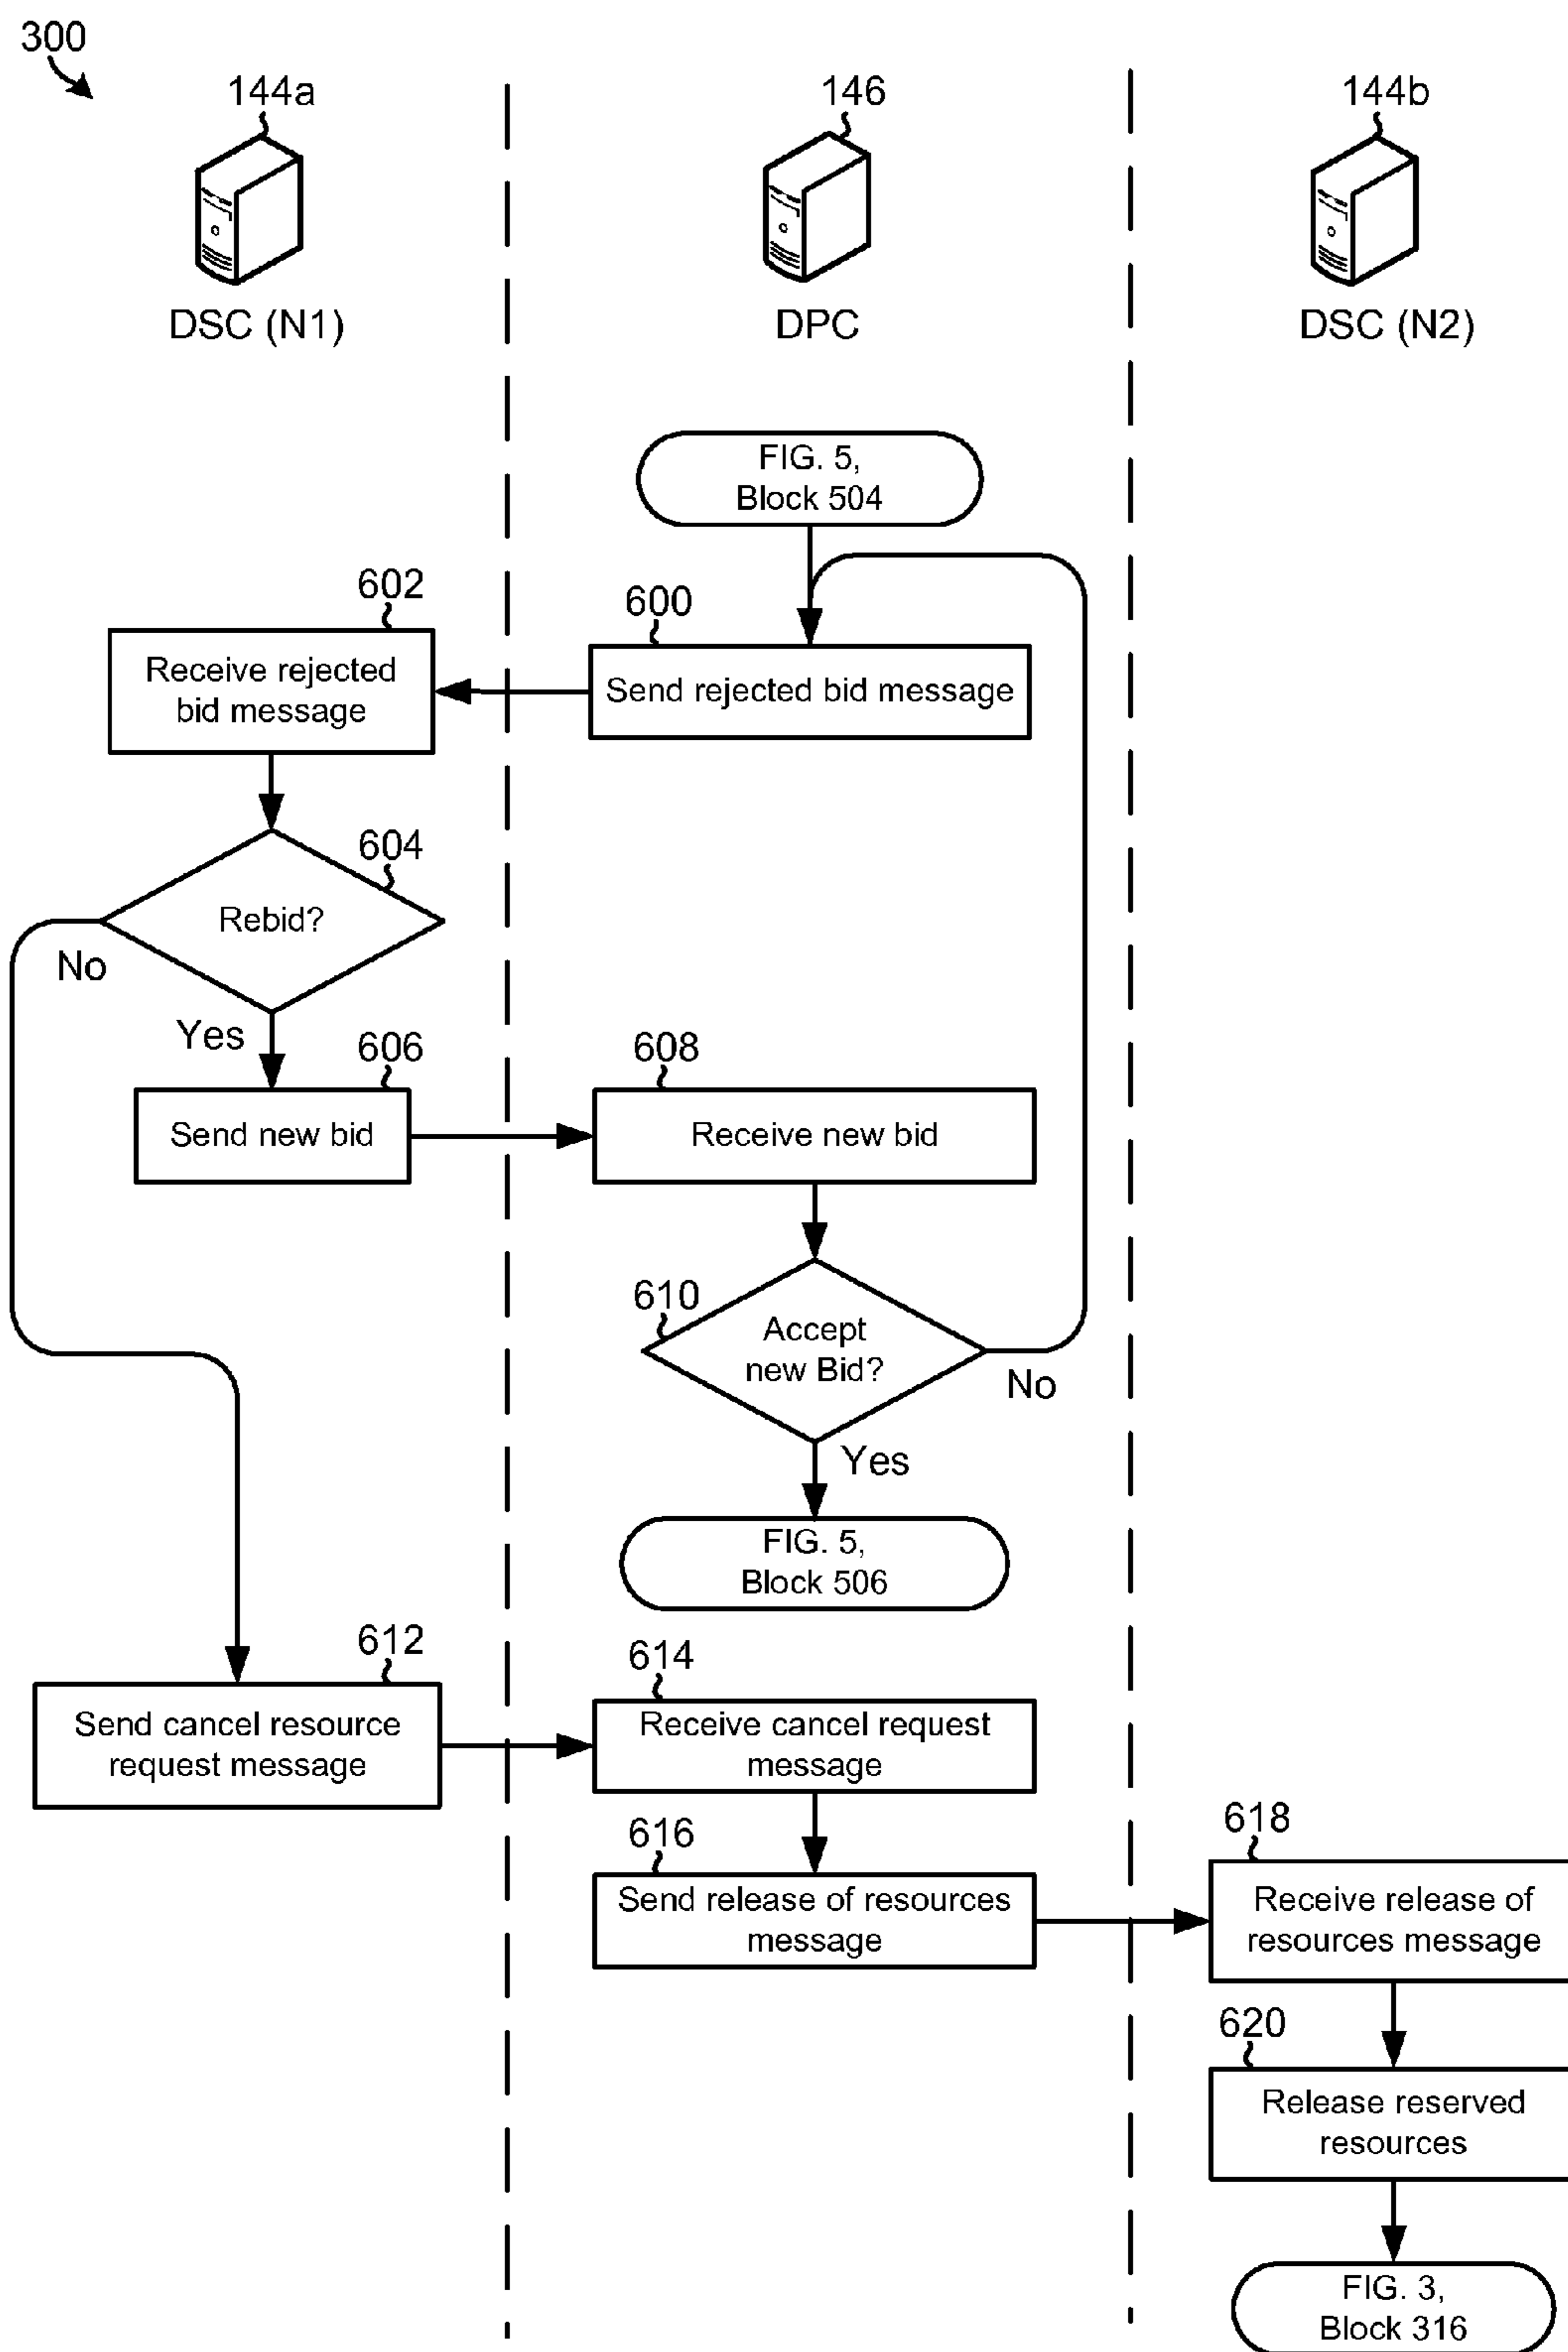 300
144a
146
144b
DSC (N1)
DPC
DSC (N2)
FIG. 5,
Block 504
602
600
Receive rejected
bid message
Send rejected bid message
604
Rebid?
No
Yes
606
608
Send new bid
Receive new bid
610
Accept
new Bid?
No
Yes
FIG. 5,
Block 506
612
614
Send cancel resource
request message
Receive cancel request
message
616
618
Send release of resources
message
Receive release of
resources message
620
Release reserved
resources
FIG. 3,
Block 316